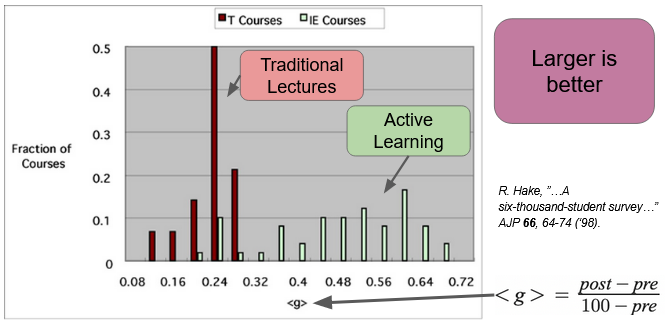 T Courses IE Courses
Larger is
better
Traditional
Lectures
Active
Learning
Fraction of
Courses
0.5
0.4
0.3
0.2
0.1
0
0.08 0.16 0.24 0.32 0.40 0.48 0.56 0.64 0.72
<g>
R. Hake, ”…A
six-thousand-student survey…”
AJP 66, 64-74 (‘98).
< g > = post − pre
100 − pre